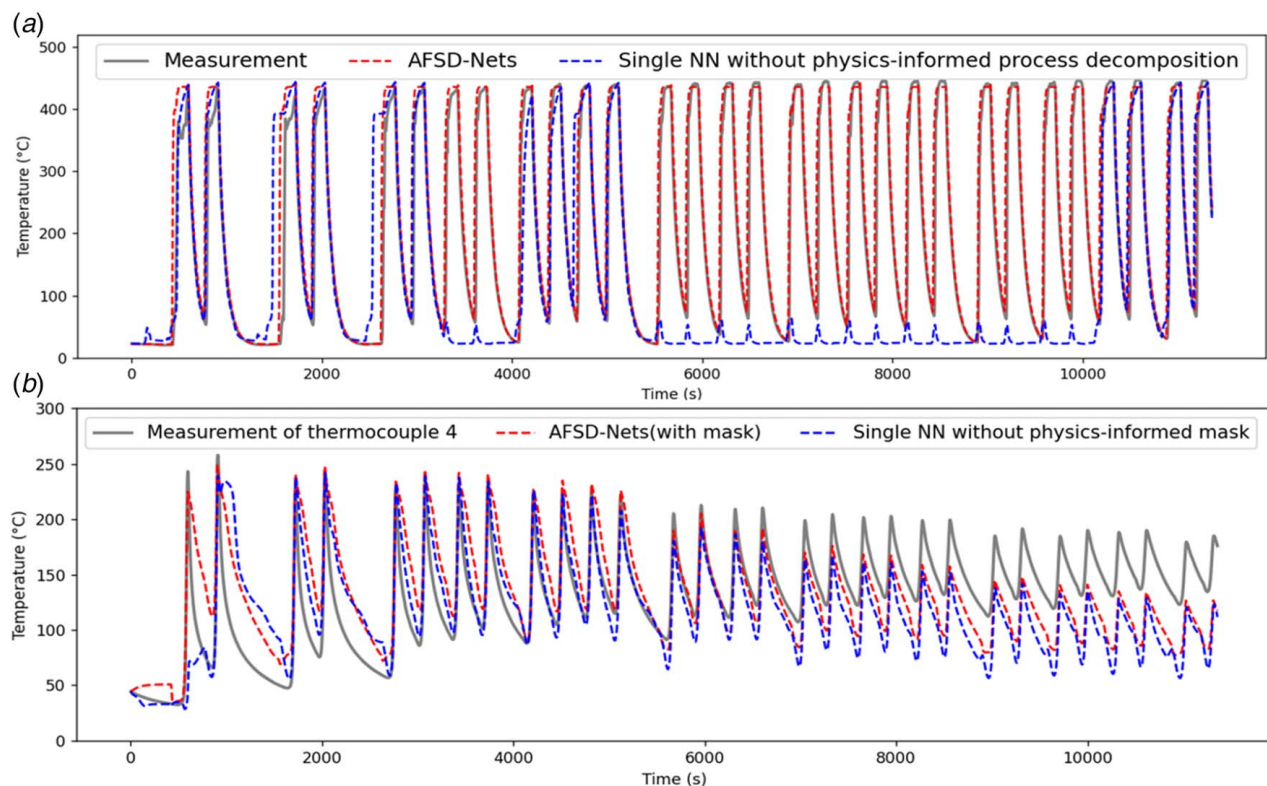 (a)
500
Measurement AFSD-Nets Single NN without physics-informed process decomposition
400
Temperature (°C)
300
200
100
0
0 2000 4000 6000 8000 10000
Time (s)
(b)
300
Measurement of thermocouple 4 AFSD-Nets(with mask) Single NN without physics-informed mask
250
Temperature (°C)
200
150
100
50
0
0 2000 4000 6000 8000 10000
Time (s)